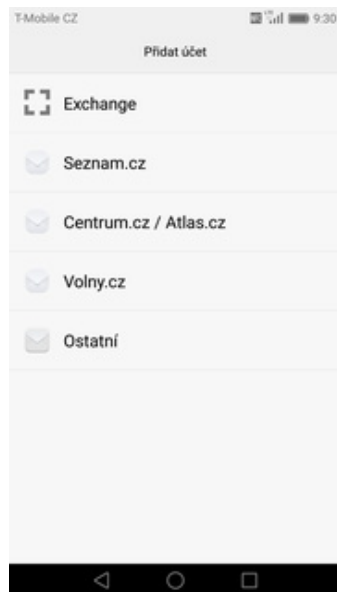 T-Mobile CZ 9:30
Přidat účet
Exchange
Seznam.cz
Centrum.cz / Atlas.cz
Volny.cz
Ostatní